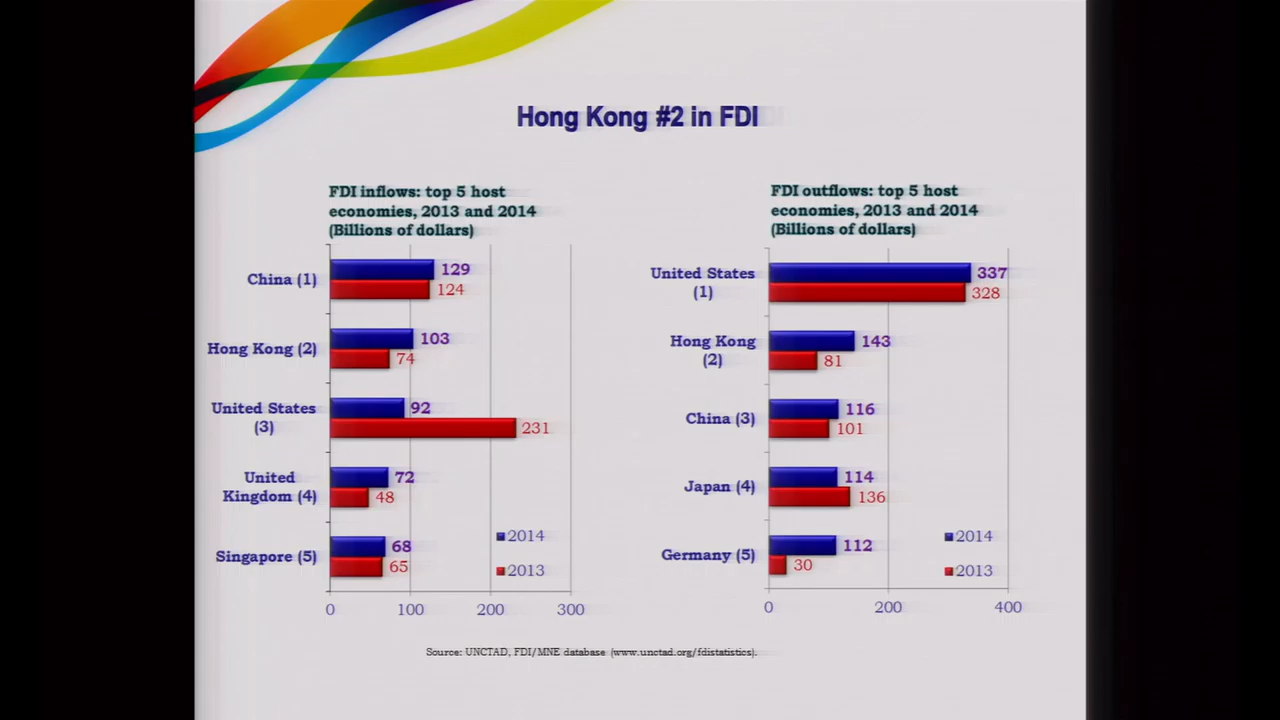 Hong Kong #2 in FDI
FDI inflows: top 5 host
economies, 2013 and 2014
(Billions of dollars)
China (1)
129
124
Hong Kong (2)
103
74
United States
(3)
92
231
United
Kingdom (4)
72
48
Singapore (5)
68
65
2014
2013
0 100 200 300
FDI outflows: top 5 host
economies, 2013 and 2014
(Billions of dollars)
United States
(1)
337
328
Hong Kong
(2)
143
81
China (3)
116
101
Japan (4)
114
136
Germany (5)
112
30
2014
2013
0 200 400
Source: UNCTAD, FDI/MNE database (www.unctad.org/fdistatistics).